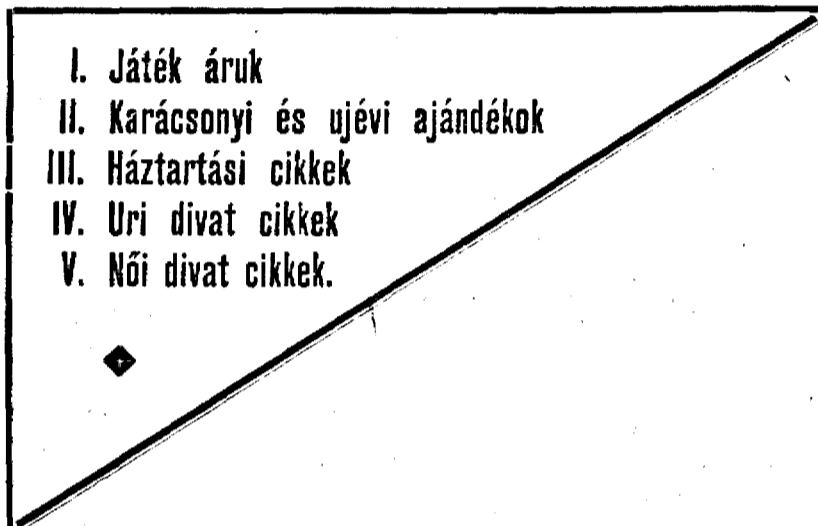 I. Játék áruk
II. Karácsonyi és ujévi ajándékok
III. Háztartási cikkek
IV. Uri divat cikkek
V. Női divat cikkek.